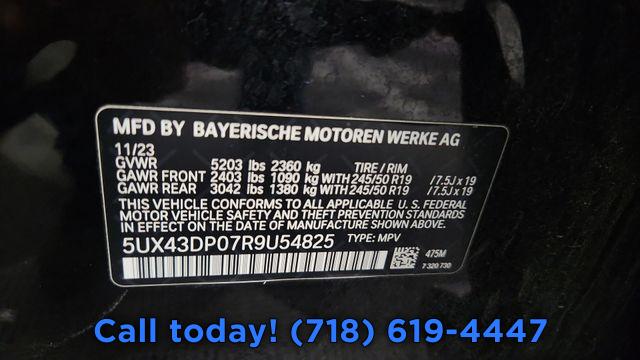 MFD BY BAYERISCHE MOTOREN WERKE AG
11/23
GVWR 5203 lbs 2360 kg TIRE / RIM
GAWR FRONT 2403 lbs 1090 kg WITH 245/50 R19 / 7.5J x 19
GAWR REAR 3042 lbs 1380 kg WITH 245/50 R19 / 7.5J x 19
THIS VEHICLE CONFORMS TO ALL APPLICABLE U. S. FEDERAL
MOTOR VEHICLE SAFETY STANDARDS IN EFFECT ON THE
DATE OF MANUFACTURE SHOWN ABOVE.
5UX43DP07R9U54825 TYPE: MPV
475M
7 320 730
Call today! (718) 619-4447